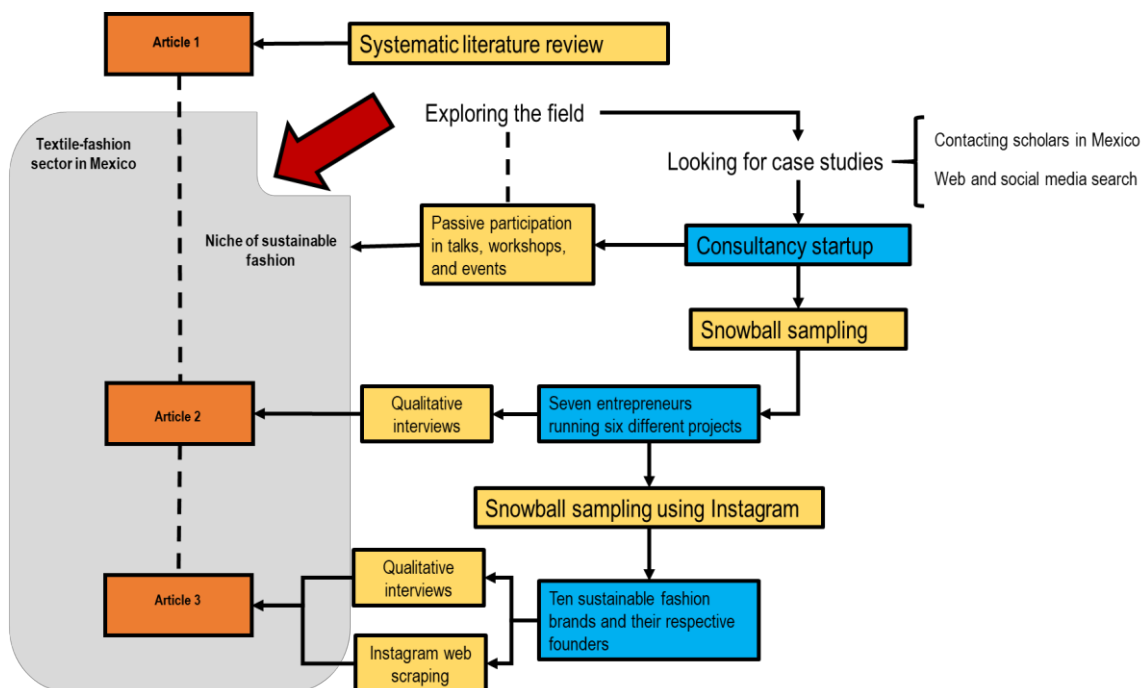 Article 1
Systematic literature review
Exploring the field
Textile-fashion
sector in Mexico
Contacting scholars in Mexico
Looking for case studies
Web and social media search
Passive participation
in talks, workshops,
and events
Niche of sustainable
fashion
Consultancy startup
Snowball sampling
Article 2
Qualitative
interviews
Seven entrepreneurs
running six different projects
Snowball sampling using Instagram
Qualitative
interviews
Article 3
Ten sustainable fashion
brands and their respective
founders
Instagram web
scraping